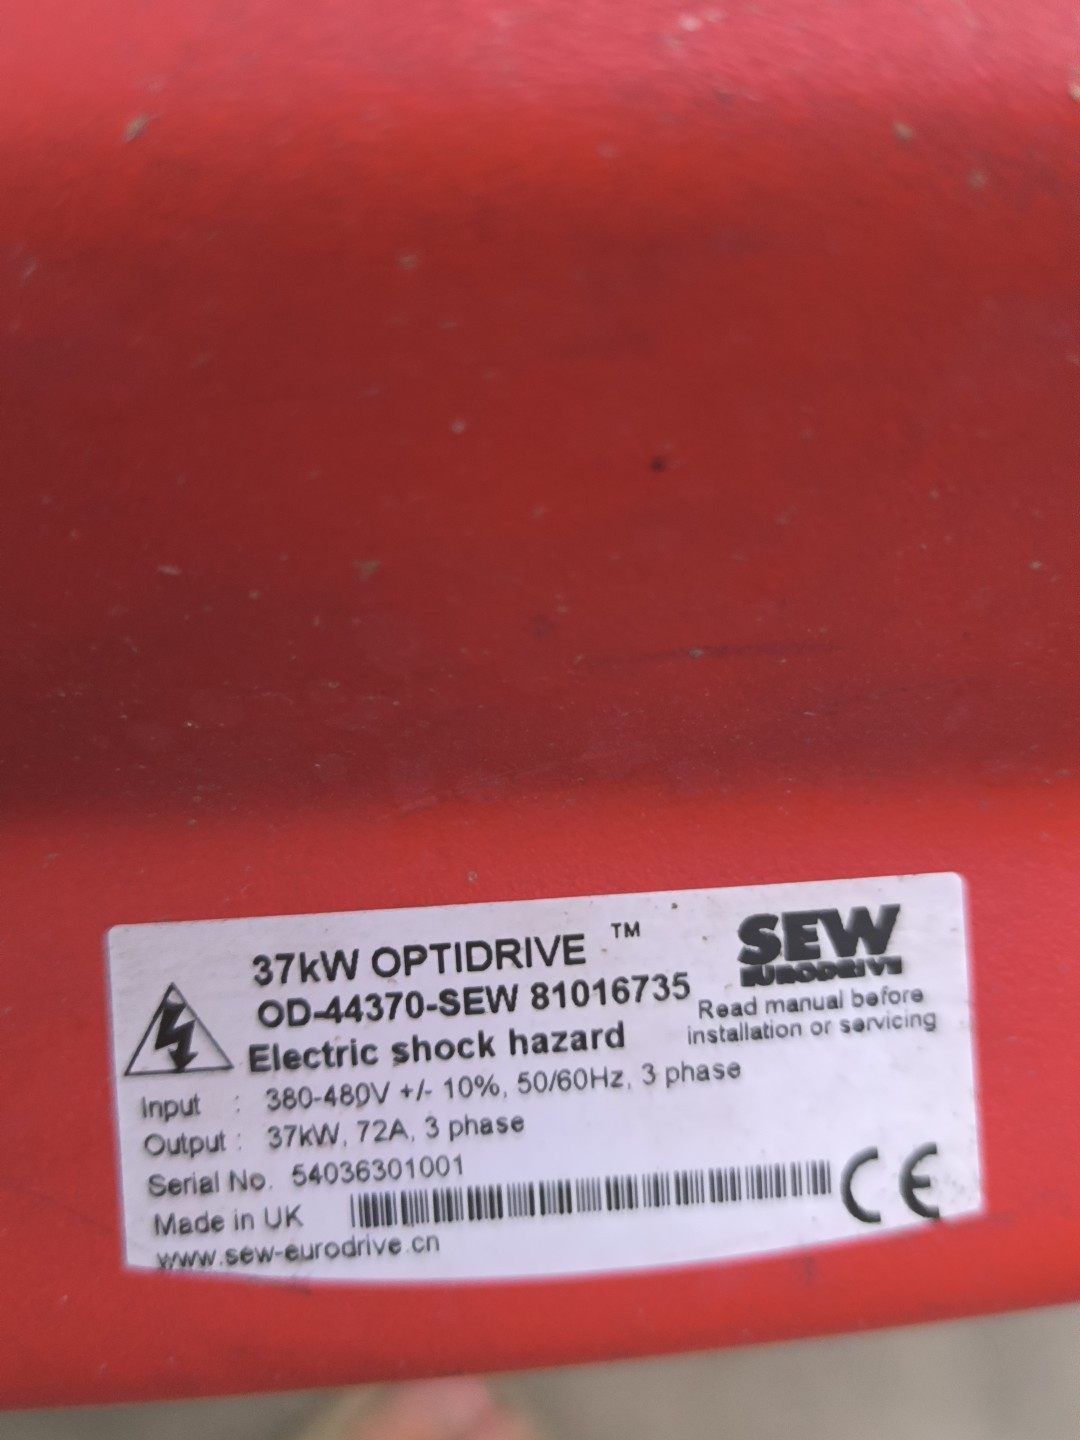 37kW OPTIDRIVE ™
OD-44370-SEW 81016735
Electric shock hazard
SEW
EURODRIVE
Read manual before
installation or servicing
Input : 380-480V +/- 10%, 50/60Hz, 3 phase
Output : 37kW, 72A, 3 phase
Serial No. 54036301001
Made in UK
www.sew-eurodrive.cn
CE